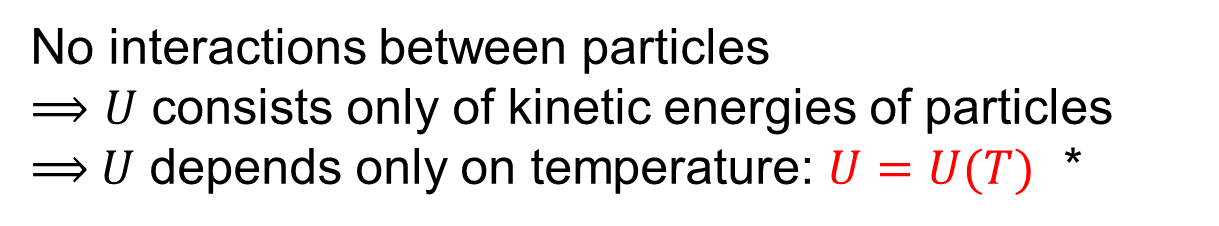 No interactions between particles
⟹ 𝑈 consists only of kinetic energies of particles
⟹ 𝑈 depends only on temperature: 𝑈 = 𝑈(𝑇) *